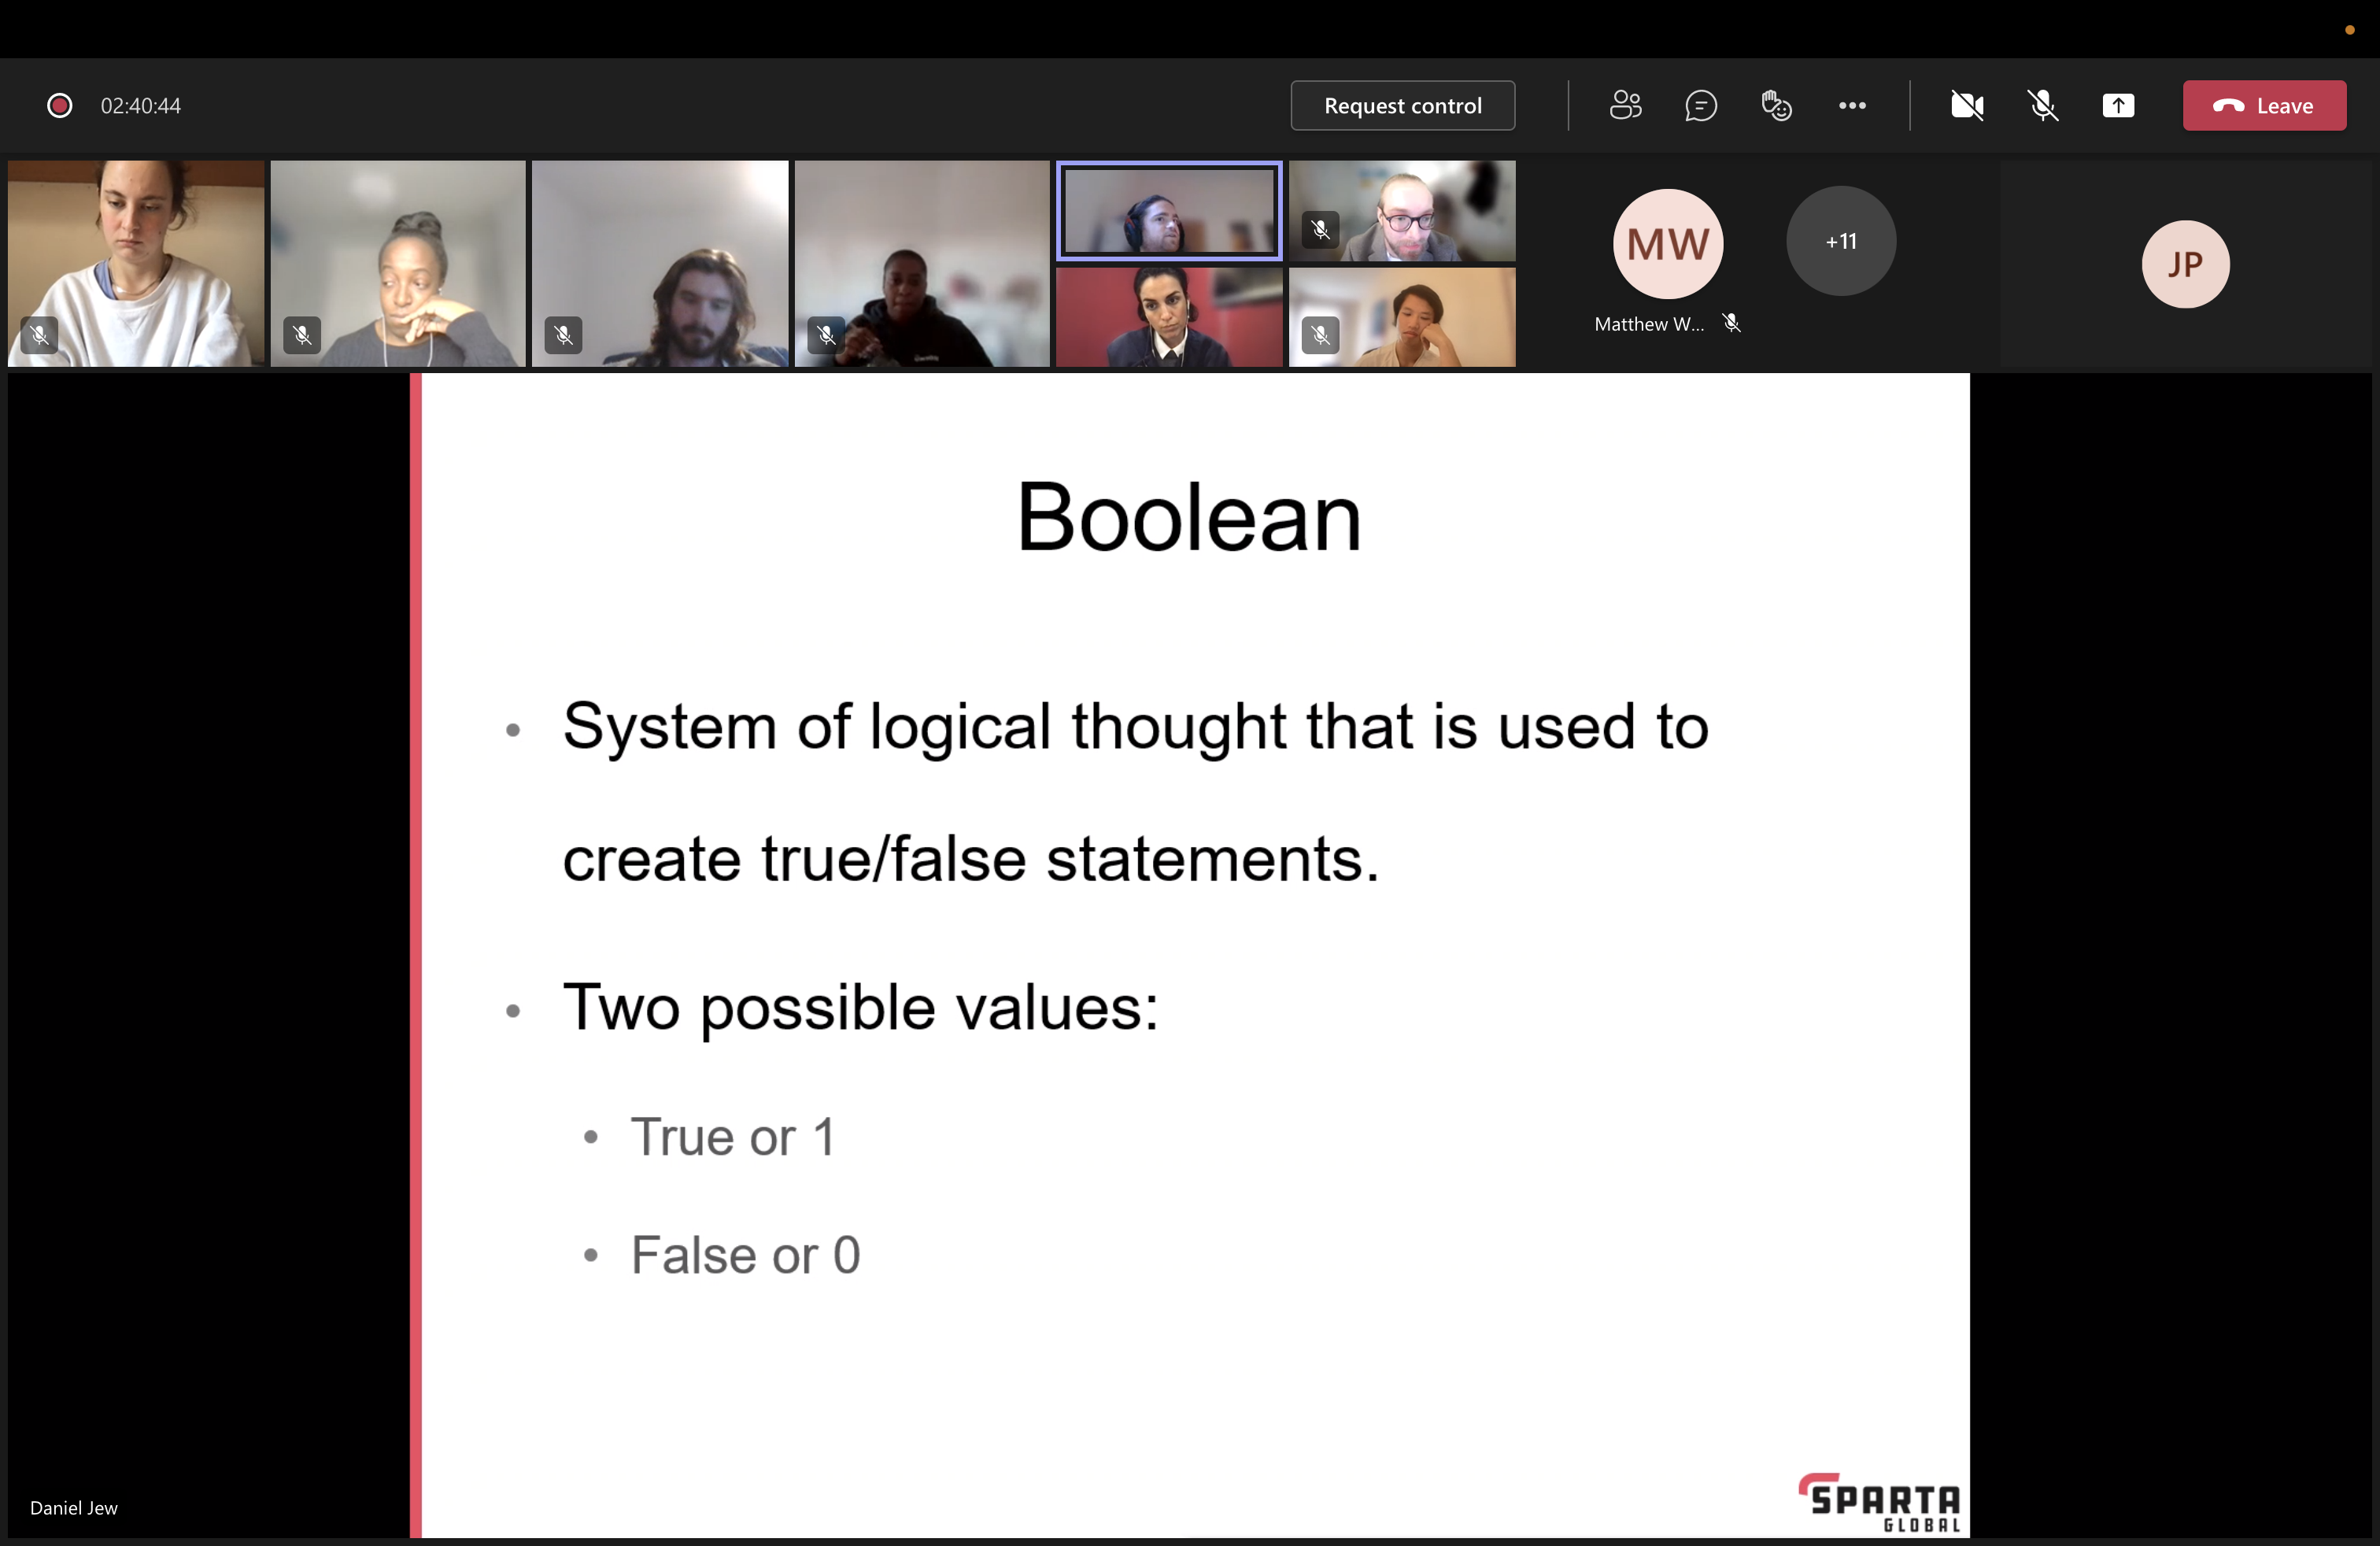 02:40:44
Request control
Leave
MW
+11
JP
Matthew W...
Boolean
• System of logical thought that is used to
create true/false statements.
• Two possible values:
• True or 1
• False or 0
Daniel Jew
SPARTA
GLOBAL